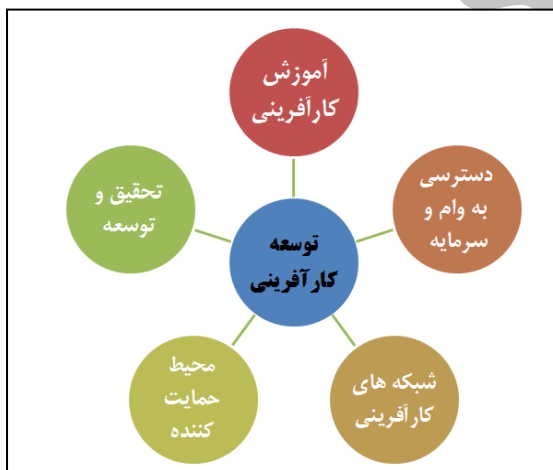 آموزش
کارآفرینی
دسترسی
به وام و
سرمایه
تحقیق و
توسعه
توسعه
کارآفرینی
شبکه های
کارآفرینی
محیط
حمایت
کننده